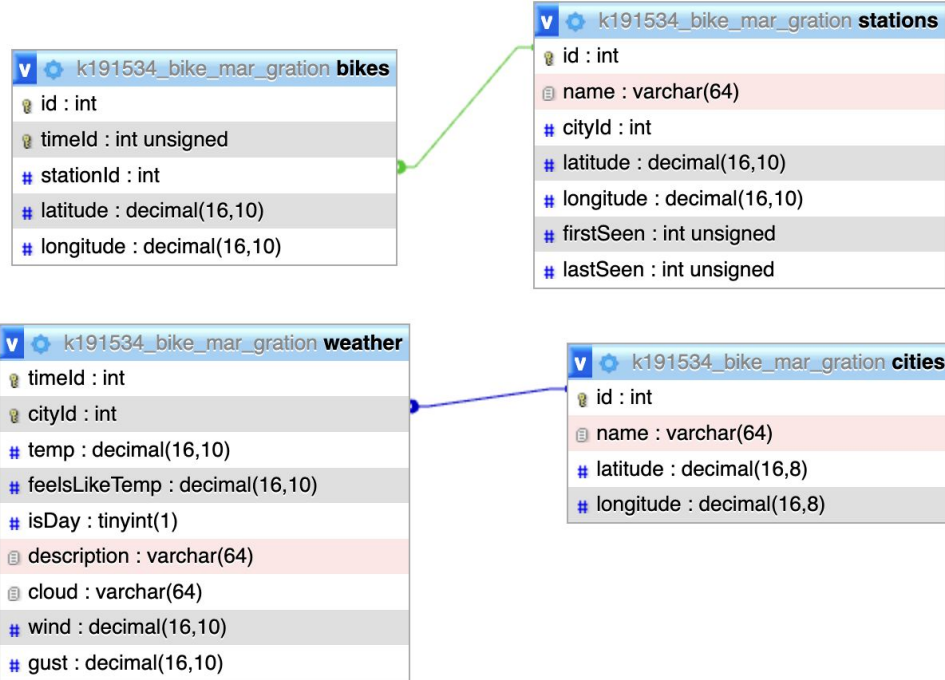 k191534_bike_mar_gration bikes
id : int
timeId : int unsigned
stationId : int
latitude : decimal(16,10)
longitude : decimal(16,10)
k191534_bike_mar_gration stations
id : int
name : varchar(64)
cityId : int
latitude : decimal(16,10)
longitude : decimal(16,10)
firstSeen : int unsigned
lastSeen : int unsigned
k191534_bike_mar_gration weather
timeId : int
cityId : int
temp : decimal(16,10)
feelsLikeTemp : decimal(16,10)
isDay : tinyint(1)
description : varchar(64)
cloud : varchar(64)
wind : decimal(16,10)
gust : decimal(16,10)
k191534_bike_mar_gration cities
id : int
name : varchar(64)
latitude : decimal(16,8)
longitude : decimal(16,8)